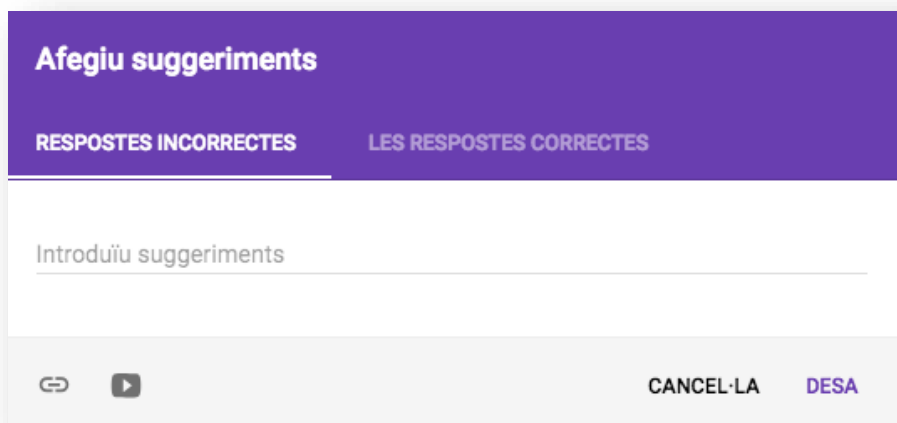 Afegiu suggeriments
RESPOSTES INCORRECTES LES RESPOSTES CORRECTES
Introduïu suggeriments
CANCEL·LA DESA